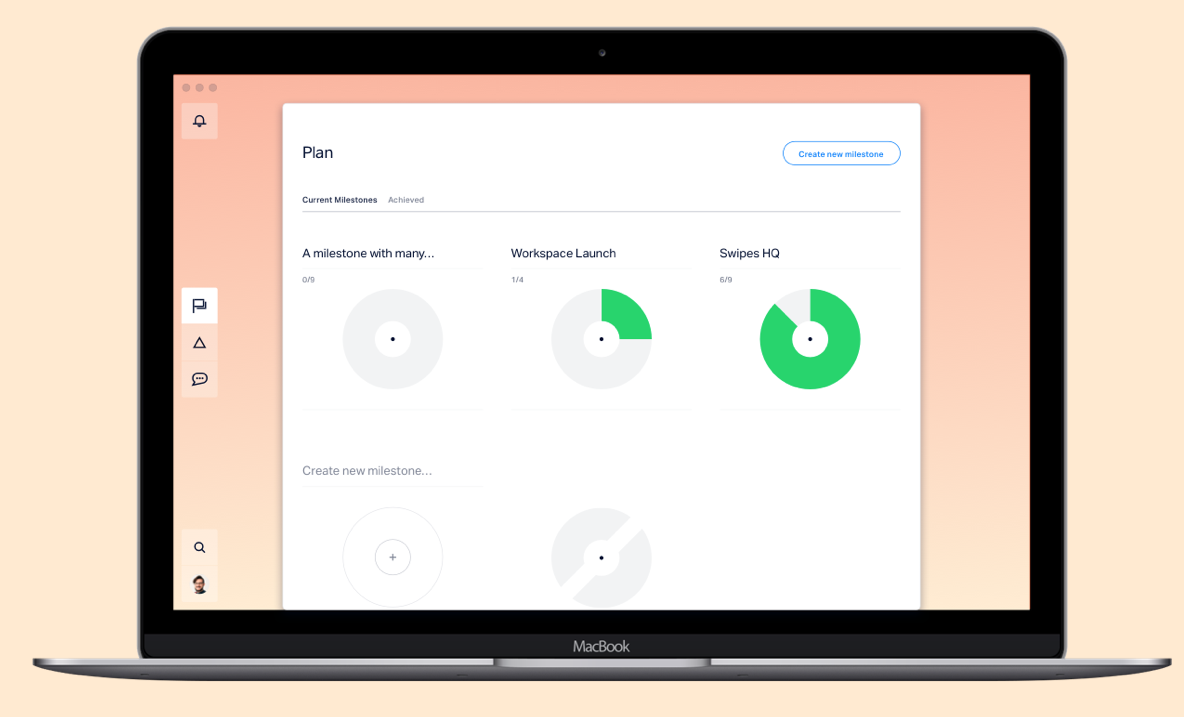 Plan
Create new milestone
Current Milestones Achieved
A milestone with many...
Workspace Launch
Swipes HQ
0/9
1/4
6/9
Create new milestone...
+
MacBook